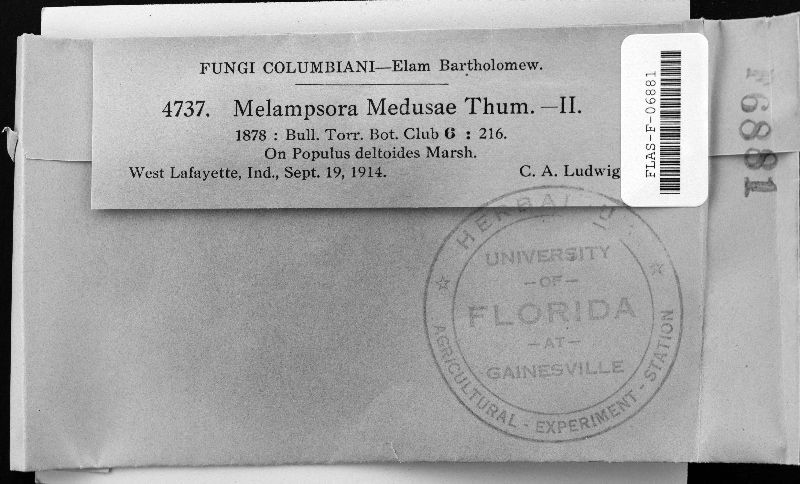 FUNGI COLUMBIANI—Elam Bartholomew.
4737. Melampsora Medusae Thum. —II.
1878 : Bull. Torr. Bot. Club 6 : 216.
On Populus deltoides Marsh.
West Lafayette, Ind., Sept. 19, 1914. C. A. Ludwig
FLAS-F-06881
F 6881
HERBARIUM
UNIVERSITY
—OF—
FLORIDA
—AT—
GAINESVILLE
AGRICULTURAL - EXPERIMENT - STATION